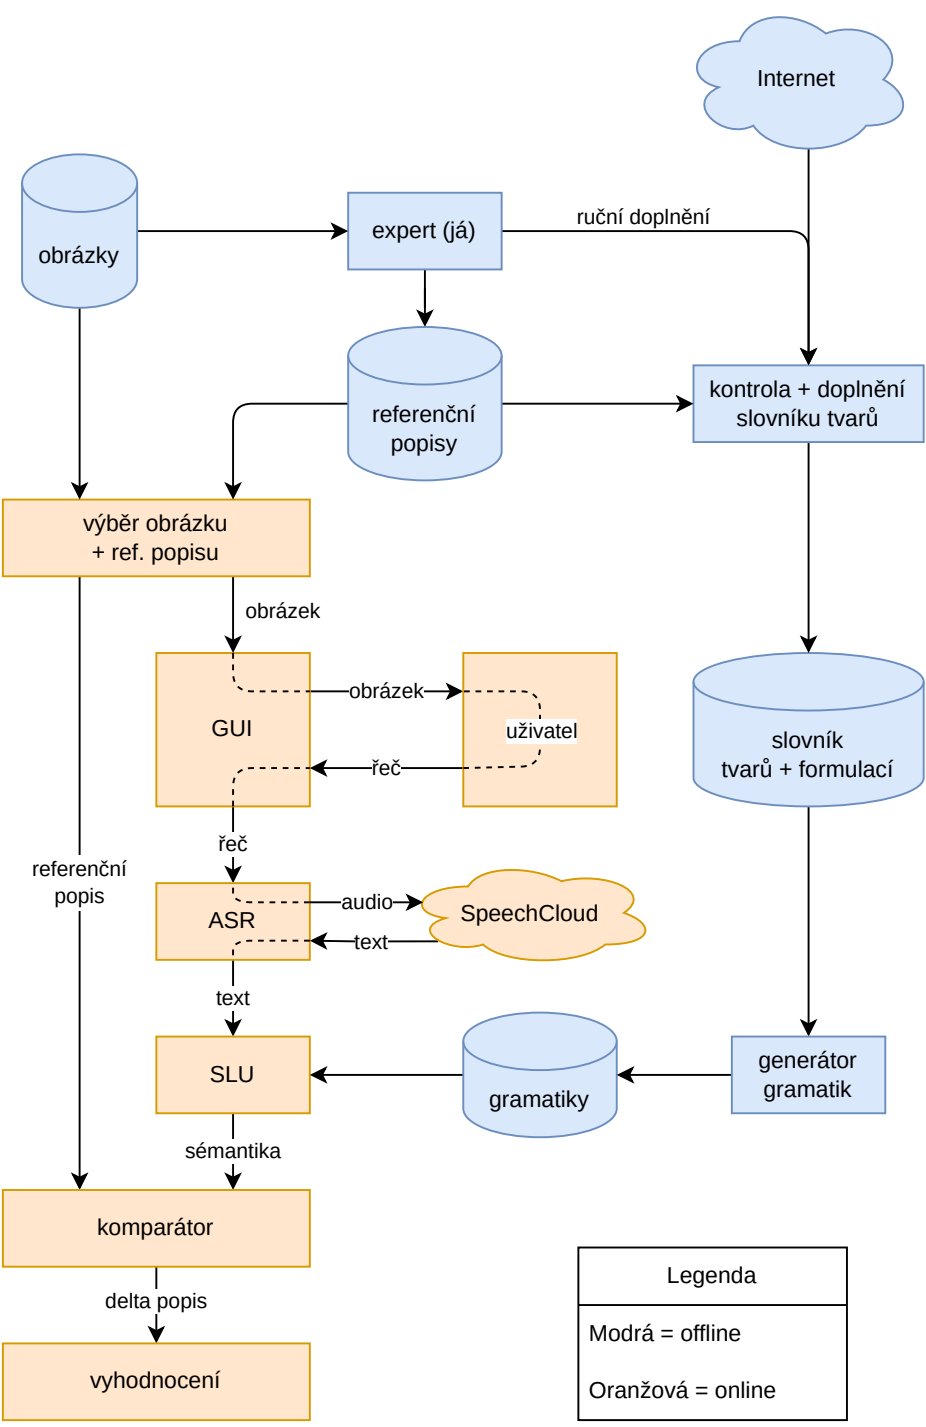 Internet
obrázky
expert (já)
ruční doplnění
referenční
popisy
kontrola + doplnění
slovníku tvarů
výběr obrázku
+ ref. popisu
obrázek
GUI
obrázek
uživatel
řeč
slovník
tvarů + formulací
řeč
referenční
popis
ASR
audio
SpeechCloud
text
text
SLU
gramatiky
generátor
gramatik
sémantika
komparátor
delta popis
vyhodnocení
Legenda
Modrá = offline
Oranžová = online